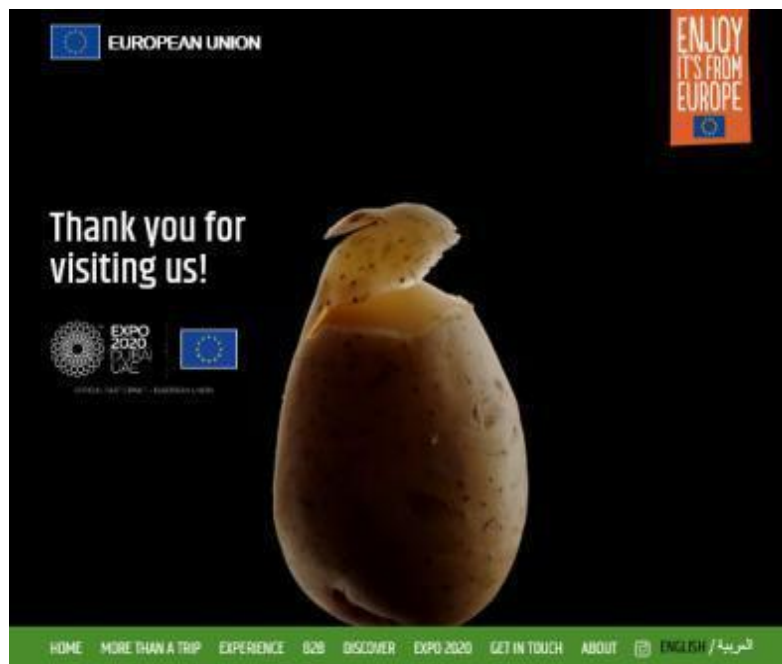 EUROPEAN UNION
ENJOY
IT'S FROM
EUROPE
Thank you for
visiting us!
EXPO
2020
DUBAI
UAE
HOME MORE THAN A TRIP EXPERIENCE B2B DISCOVER EXPO 2020 GET IN TOUCH ABOUT ENGLISH / العربية